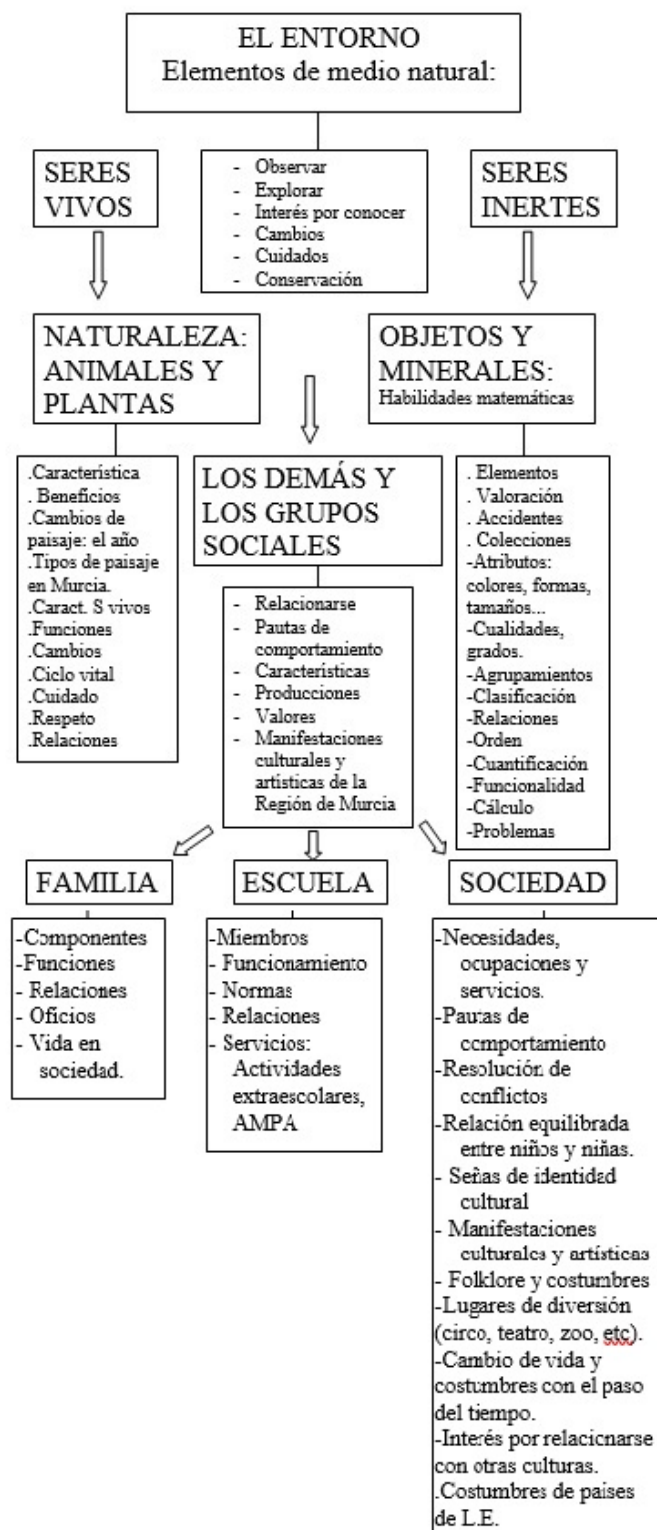 EL ENTORNO
Elementos de medio natural:
SERES
VIVOS
- Observar
- Explorar
- Interés por conocer
- Cambios
- Cuidados
- Conservación
SERES
INERTES
NATURALEZA:
ANIMALES Y
PLANTAS
OBJETOS Y
MINERALES:
Habilidades matemáticas
.Característica
. Beneficios
.Cambios de
paisaje: el año
.Tipos de paisaje
en Murcia.
.Caract. S vivos
.Funciones
.Cambios
.Ciclo vital
.Cuidado
.Respeto
.Relaciones
LOS DEMÁS Y
LOS GRUPOS
SOCIALES
- Relacionarse
- Pautas de
comportamiento
- Características
- Producciones
- Valores
- Manifestaciones
culturales y
artísticas de la
Región de Murcia
. Elementos
. Valoración
. Accidentes
. Colecciones
-Atributos:
colores, formas,
tamaños...
-Cualidades,
grados.
-Agrupamientos
-Clasificación
-Relaciones
-Orden
-Cuantificación
-Funcionalidad
-Cálculo
-Problemas
FAMILIA
-Componentes
-Funciones
- Relaciones
- Oficios
- Vida en
sociedad.
ESCUELA
-Miembros
- Funcionamiento
- Normas
- Relaciones
- Servicios:
Actividades
extraescolares,
AMPA
SOCIEDAD
-Necesidades,
ocupaciones y
servicios.
-Pautas de
comportamiento
-Resolución de
conflictos
-Relación equilibrada
entre niños y niñas.
- Señas de identidad
cultural
- Manifestaciones
culturales y artísticas
- Folklore y costumbres
-Lugares de diversión
(circo, teatro, zoo, etc).
-Cambio de vida y
costumbres con el paso
del tiempo.
-Interés por relacionarse
con otras culturas.
.Costumbres de países
de L.E.